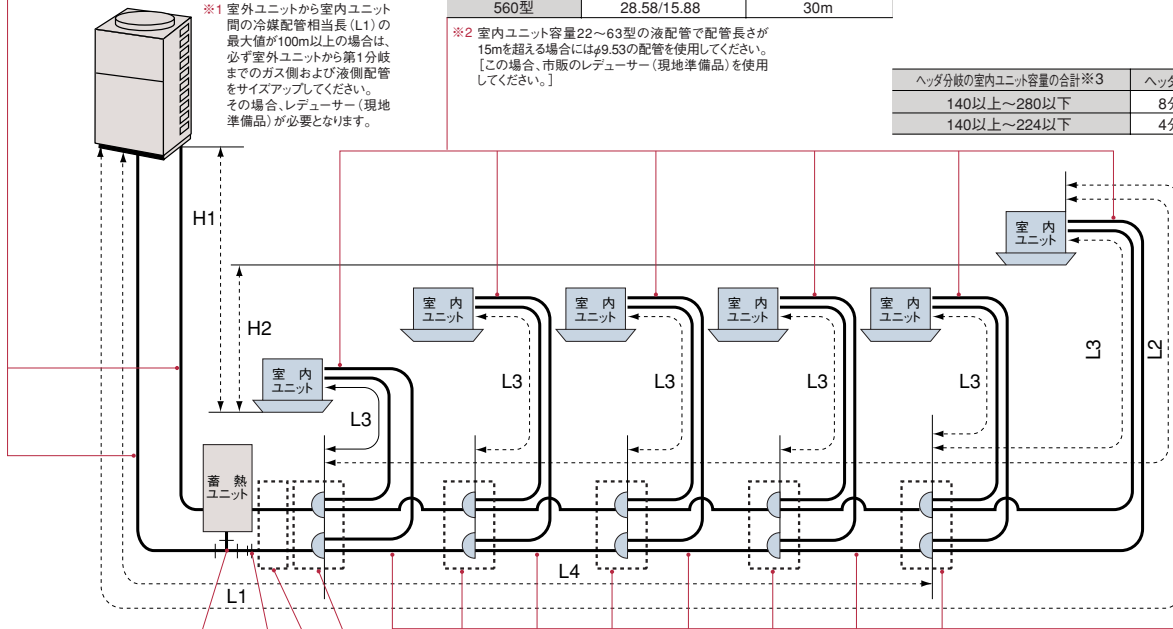 ※1 室外ユニットから室内ユニット
間の冷媒配管相当長(L1)の
最大値が100m以上の場合は、
必ず室外ユニットから第1分岐
までのガス側および液側配管
をサイズアップしてください。
その場合、レデューサー(現地
準備品)が必要となります。
560型 28.58/15.88 30m
※2 室内ユニット容量22〜63型の液配管で配管長さが
15mを超える場合にはφ9.53の配管を使用してください。
[この場合、市販のレデューサー(現地準備品)を使用
してください。]
ヘッダ分岐の室内ユニット容量の合計※3 ヘッダ
140以上〜280以下 8分
140以上〜224以下 4分
H1
H2
室 内
ユニット
室 内
ユニット
室 内
ユニット
室 内
ユニット
室 内
ユニット
室 内
ユニット
L3
L3
L3
L3
L3
L3
L2
蓄 熱
ユニット
L4
L1